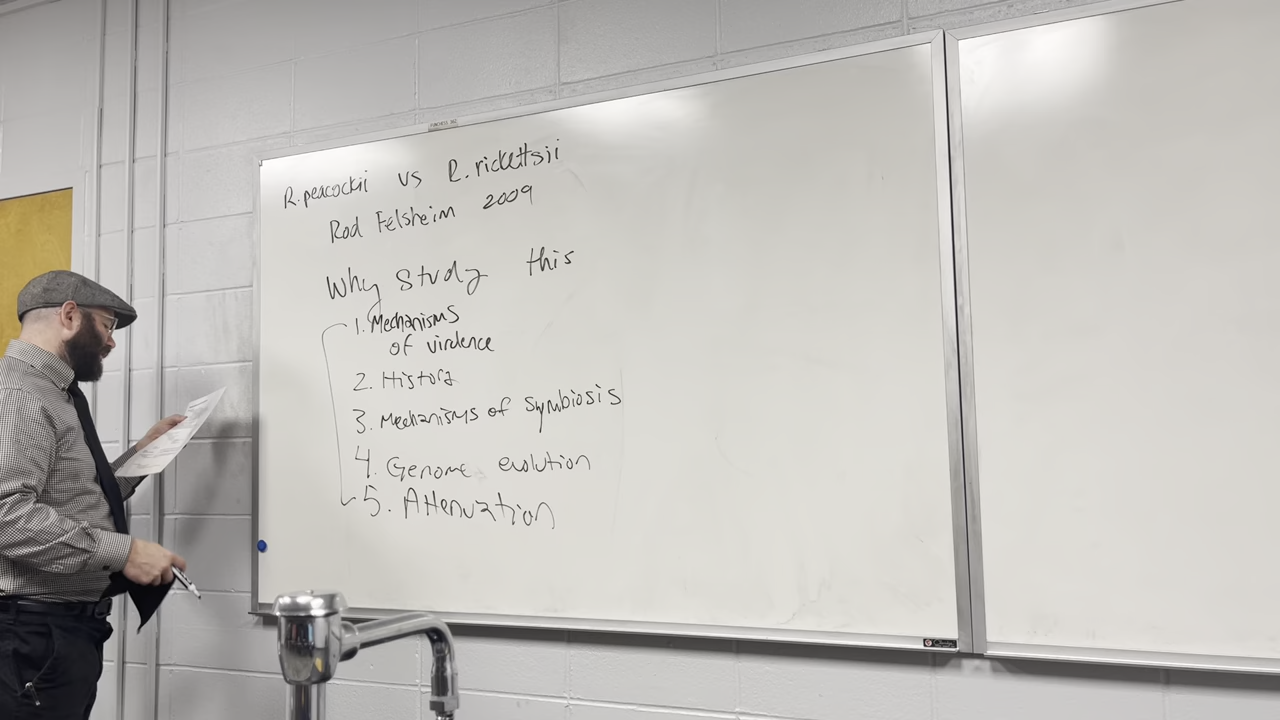 R. peacockii vs R. rickettsii
Rod Felsheim 2009
Why study this
1. Mechanisms
of virulence
2. History
3. Mechanisms of symbiosis
4. Genome evolution
5. Attenuation